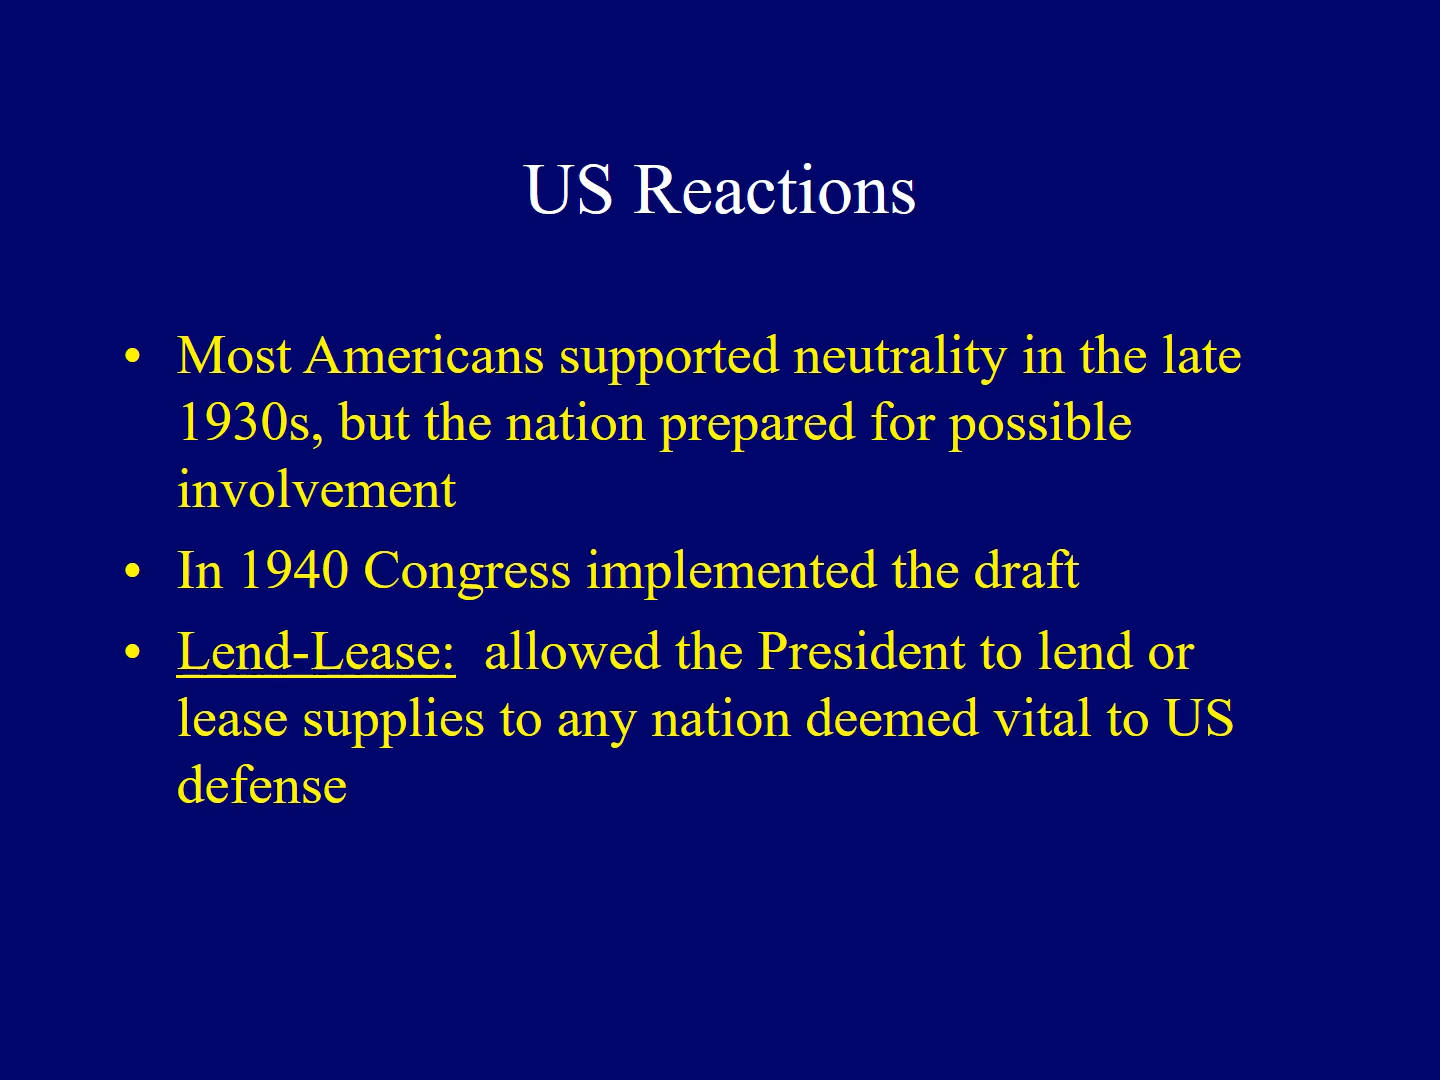 US Reactions
• Most Americans supported neutrality in the late
1930s, but the nation prepared for possible
involvement
• In 1940 Congress implemented the draft
• Lend-Lease:  allowed the President to lend or
lease supplies to any nation deemed vital to US
defense